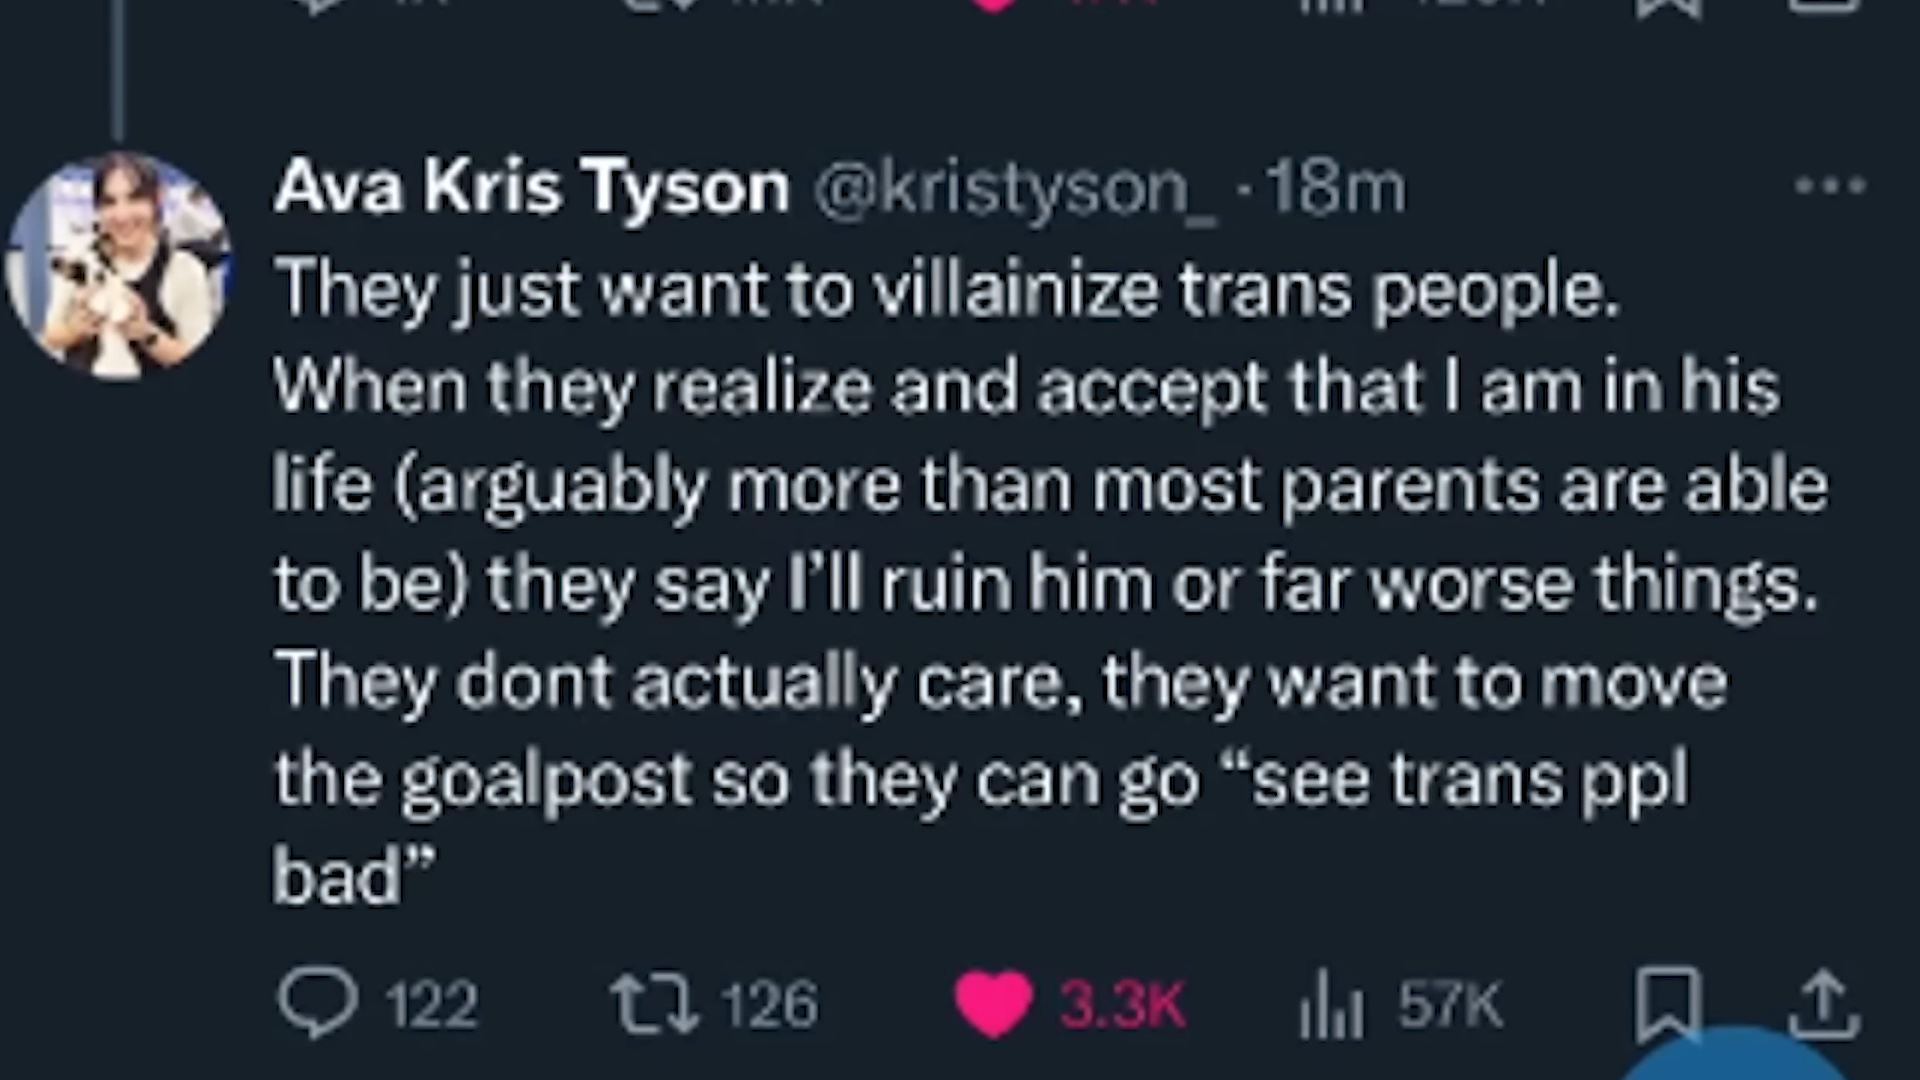 Ava Kris Tyson @kristyson_ · 18m
They just want to villainize trans people.
When they realize and accept that I am in his
life (arguably more than most parents are able
to be) they say I'll ruin him or far worse things.
They dont actually care, they want to move
the goalpost so they can go “see trans ppl
bad”
122 126 3.3K 57K